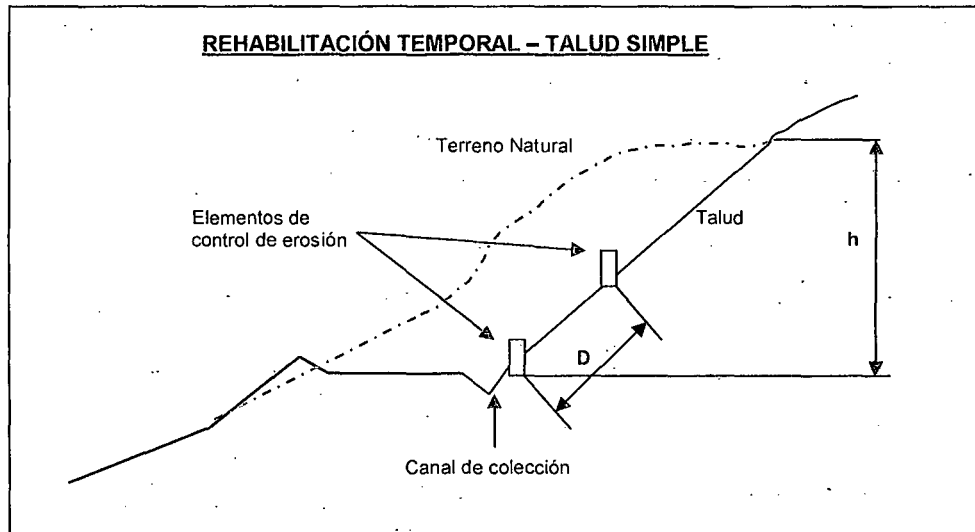 REHABILITACIÓN TEMPORAL – TALUD SIMPLE
Terreno Natural
Elementos de
control de erosión
Talud
h
D
Canal de colección